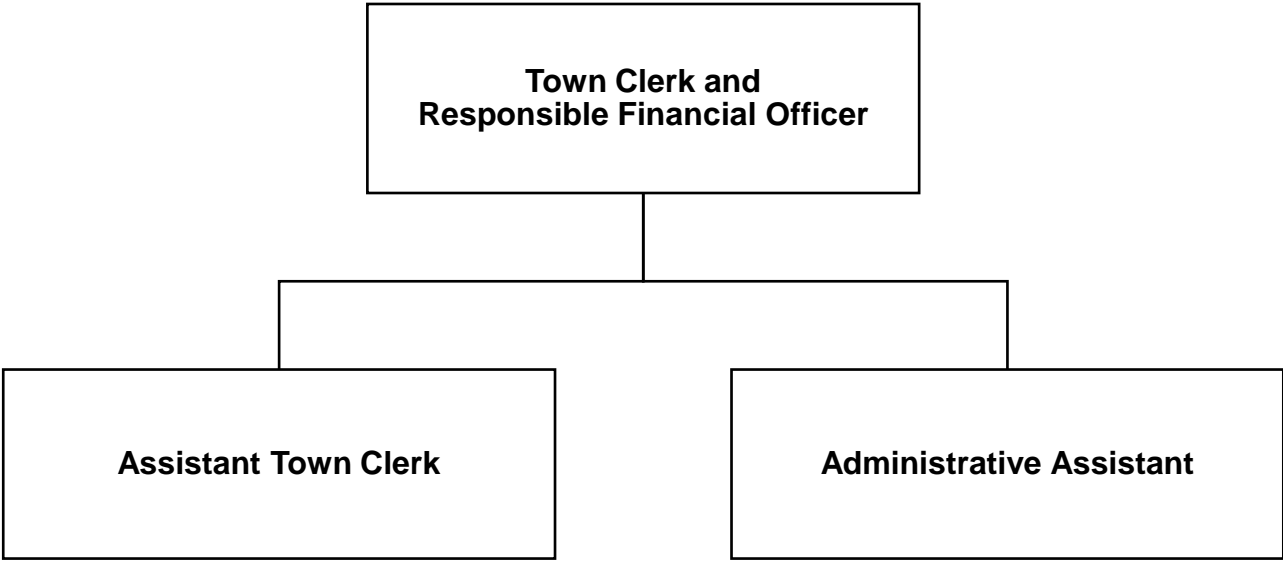 Town Clerk and
Responsible Financial Officer
Assistant Town Clerk
Administrative Assistant